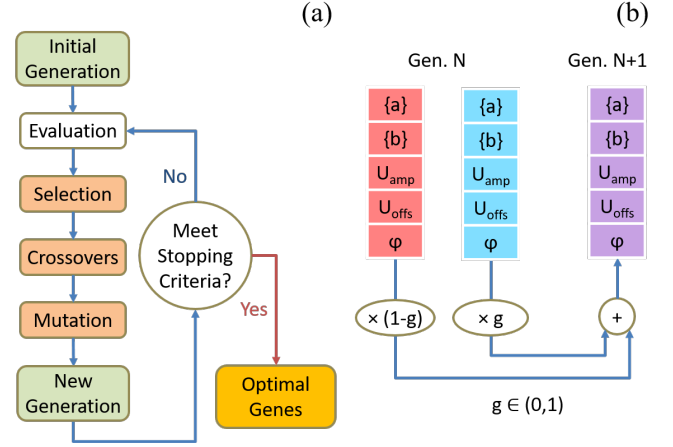 (a)
Initial
Generation
Evaluation
No
Selection
Crossovers
Mutation
New
Generation
Meet
Stopping
Criteria?
Yes
Optimal
Genes
(b)
Gen. N
Gen. N+1
{a}
{b}
Uamp
Uoffs
φ
{a}
{b}
Uamp
Uoffs
φ
{a}
{b}
Uamp
Uoffs
φ
× (1-g)
× g
+
g ∈ (0,1)